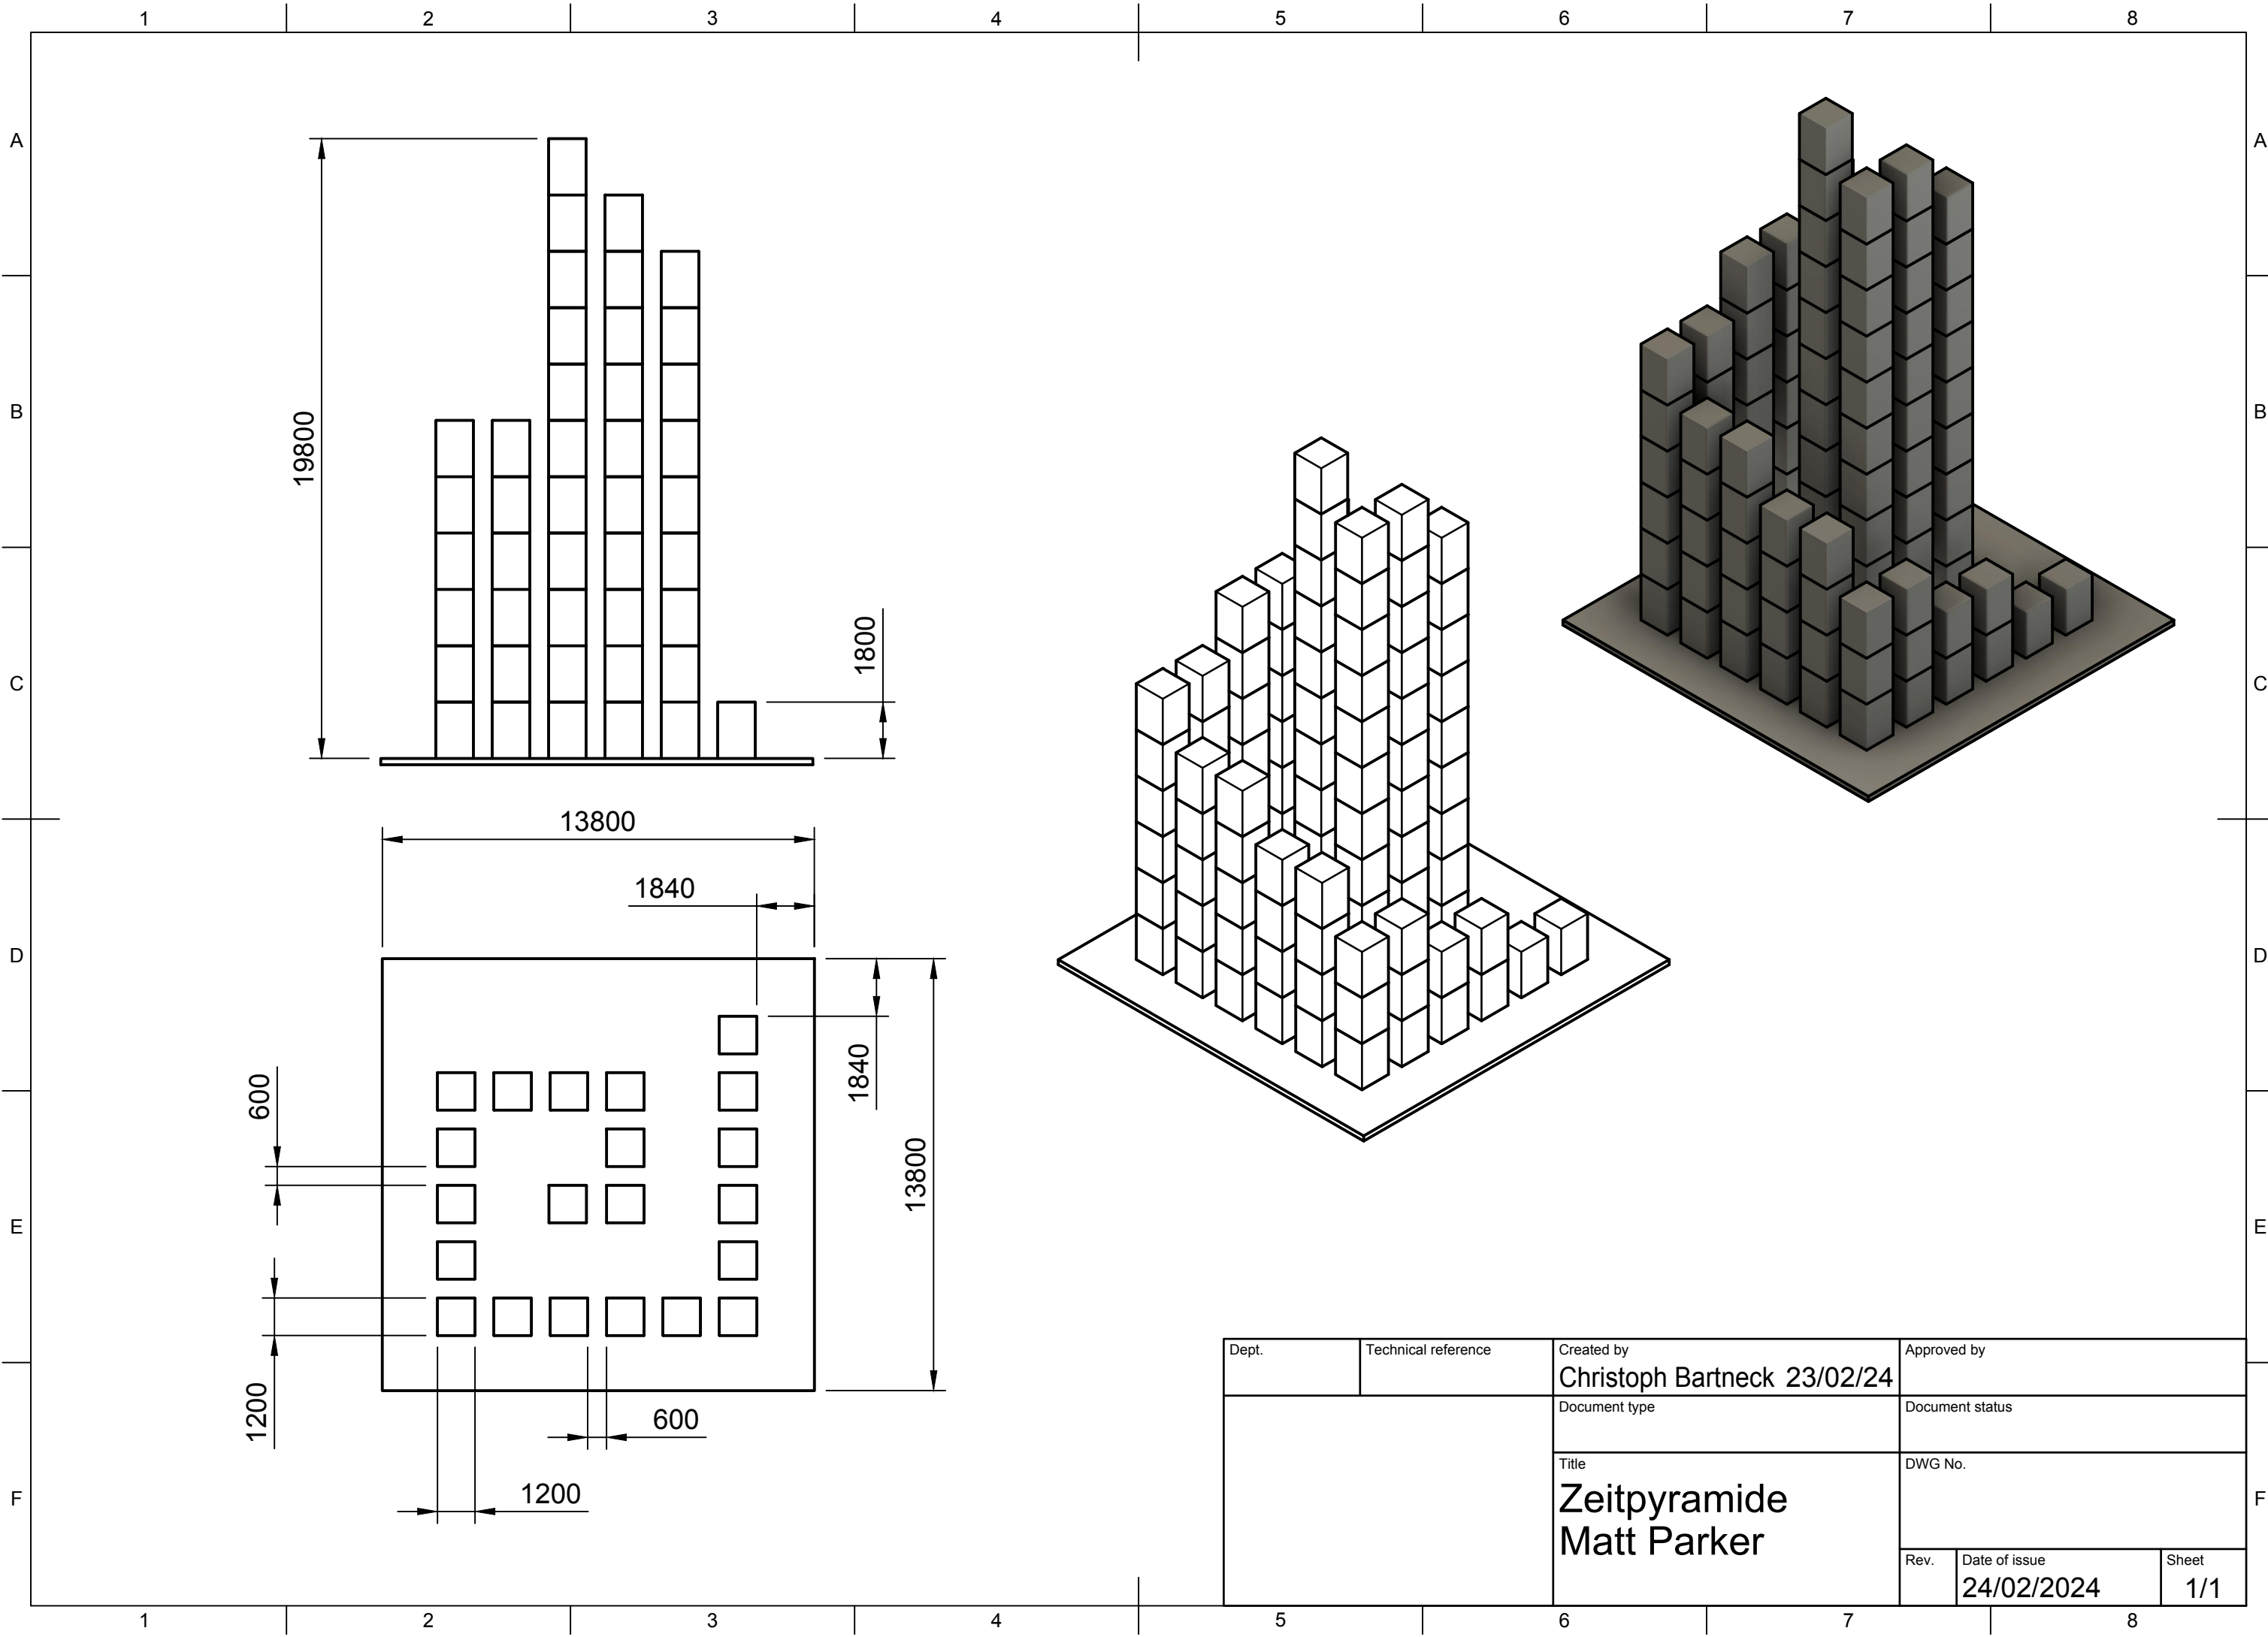 1 2 3 4 5 6 7 8
A A
19800
B B
1800
C C
13800
1840
D D
600
1840
13800
E E
1200
600
1200
F F
Dept. Technical reference Created by Approved by
Christoph Bartneck 23/02/24
Document type Document status
Title DWG No.
Zeitpyramide
Matt Parker
Rev. Date of issue Sheet
24/02/2024 1/1
1 2 3 4 5 6 7 8